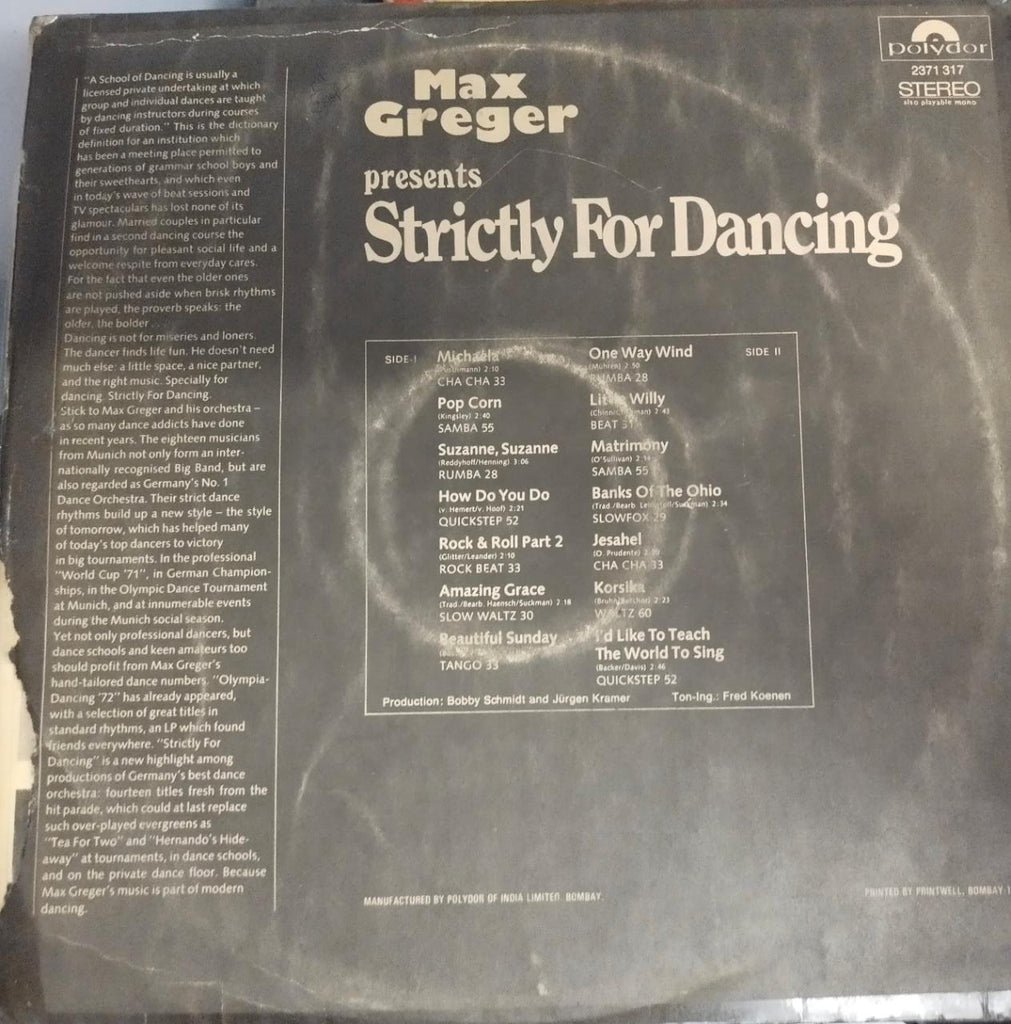 "A School of Dancing is usually a
licensed private undertaking at which
group and individual dances are taught
by dancing instructors during courses
of fixed duration." This is the dictionary
definition for an institution which
has been a meeting place permitted to
generations of grammar school boys and
their sweethearts, and which even
in today's wave of beat sessions and
TV spectaculars has lost none of its
glamour. Married couples in particular
find in a second dancing course the
opportunity for pleasant social life and a
welcome respite from everyday cares.
For the fact that even the older ones
are not pushed aside when brisk rhythms
are played, the proverb speaks: the
older, the bolder . . .
Dancing is not for miseries and loners.
The dancer finds life fun. He doesn't need
much else: a little space, a nice partner,
and the right music. Specially for
dancing. Strictly For Dancing.
Stick to Max Greger and his orchestra –
as so many dance addicts have done
in recent years. The eighteen musicians
from Munich not only form an inter-
nationally recognised Big Band, but are
also regarded as Germany's No. 1
Dance Orchestra. Their strict dance
rhythms build up a new style – the style
of tomorrow, which has helped many
of today's top dancers to victory
in big tournaments. In the professional
"World Cup '71", in German Champion-
ships, in the Olympic Dance Tournament
at Munich, and at innumerable events
during the Munich social season.
Yet not only professional dancers, but
dance schools and keen amateurs too
should profit from Max Greger's
hand-tailored dance numbers. "Olympia-
Dancing '72" has already appeared,
with a selection of great titles in
standard rhythms, an LP which found
friends everywhere. "Strictly For
Dancing" is a new highlight among
productions of Germany's best dance
orchestra: fourteen titles fresh from the
hit parade, which could at last replace
such over-played evergreens as
"Tea For Two" and "Hernando's Hide-
away" at tournaments, in dance schools,
and on the private dance floor. Because
Max Greger's music is part of modern
dancing.
Max
Greger
presents
Strictly For Dancing
polydor
2371 317
STEREO
also playable mono
SIDE-I
Michaela
2:10
CHA CHA 33
Pop Corn
(Kingsley) 2:40
SAMBA 55
Suzanne, Suzanne
(Reddyhoff/Henning) 3:06
RUMBA 28
How Do You Do
(v. Hemert/v. Hoof) 2:21
QUICKSTEP 52
Rock & Roll Part 2
(Glitter/Leander) 2:10
ROCK BEAT 33
Amazing Grace
(Trad./Bearb. Haensch/Suckman) 2:18
SLOW WALTZ 30
Beautiful Sunday
TANGO 33
SIDE II
One Way Wind
2:50
RUMBA 28
Little Willy
2:43
BEAT
Matrimony
(O'Sullivan)
SAMBA 55
Banks Of The Ohio
(Trad./Bearb. 2:34
SLOWFOX 29
Jesahel
(O. Prudente)
CHA CHA 33
Korsika
2:23
WALTZ 60
I'd Like To Teach
The World To Sing
(Backer/Davis) 2:46
QUICKSTEP 52
Production: Bobby Schmidt and Jürgen Kramer Ton-Ing.: Fred Koenen
MANUFACTURED BY POLYDOR OF INDIA LIMITED. BOMBAY.
PRINTED BY PRINTWELL, BOMBAY